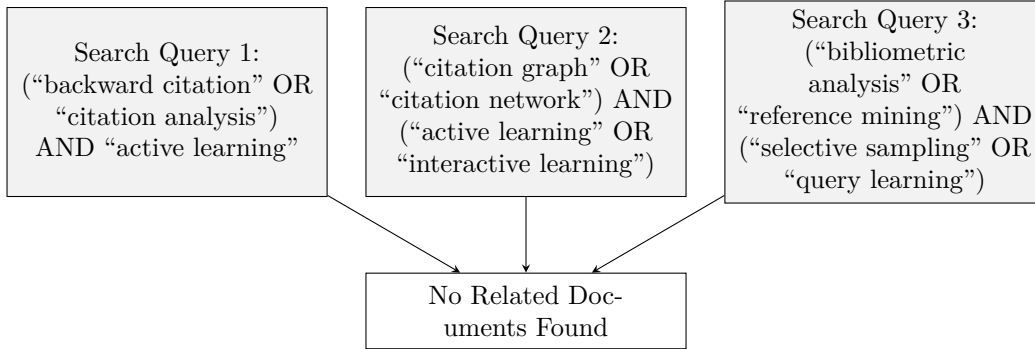 Search Query 1:
(“backward citation” OR
“citation analysis”)
AND “active learning”
Search Query 2:
(“citation graph” OR
“citation network”) AND
(“active learning” OR
“interactive learning”)
Search Query 3:
(“bibliometric
analysis” OR
“reference mining”) AND
(“selective sampling” OR
“query learning”)
No Related Doc-
uments Found